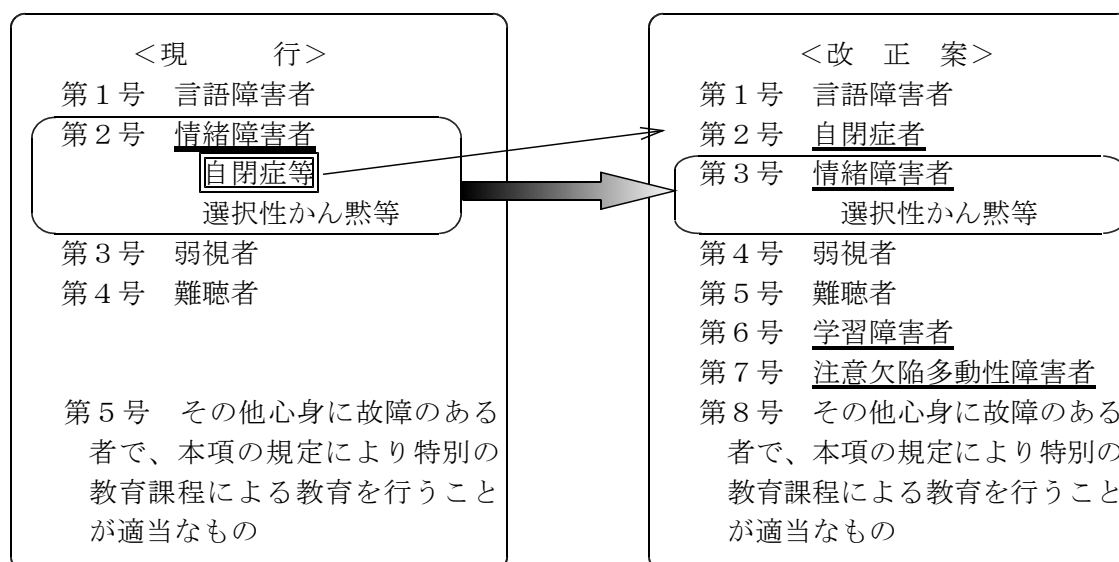 ＜現　　行＞
第１号　言語障害者
第２号　情緒障害者
自閉症等
選択性かん黙等
第３号　弱視者
第４号　難聴者
第５号　その他心身に故障のある
者で、本項の規定により特別の
教育課程による教育を行うこと
が適当なもの
＜改　正　案＞
第１号　言語障害者
第２号　自閉症者
第３号　情緒障害者
選択性かん黙等
第４号　弱視者
第５号　難聴者
第６号　学習障害者
第７号　注意欠陥多動性障害者
第８号　その他心身に故障のある
者で、本項の規定により特別の
教育課程による教育を行うこと
が適当なもの